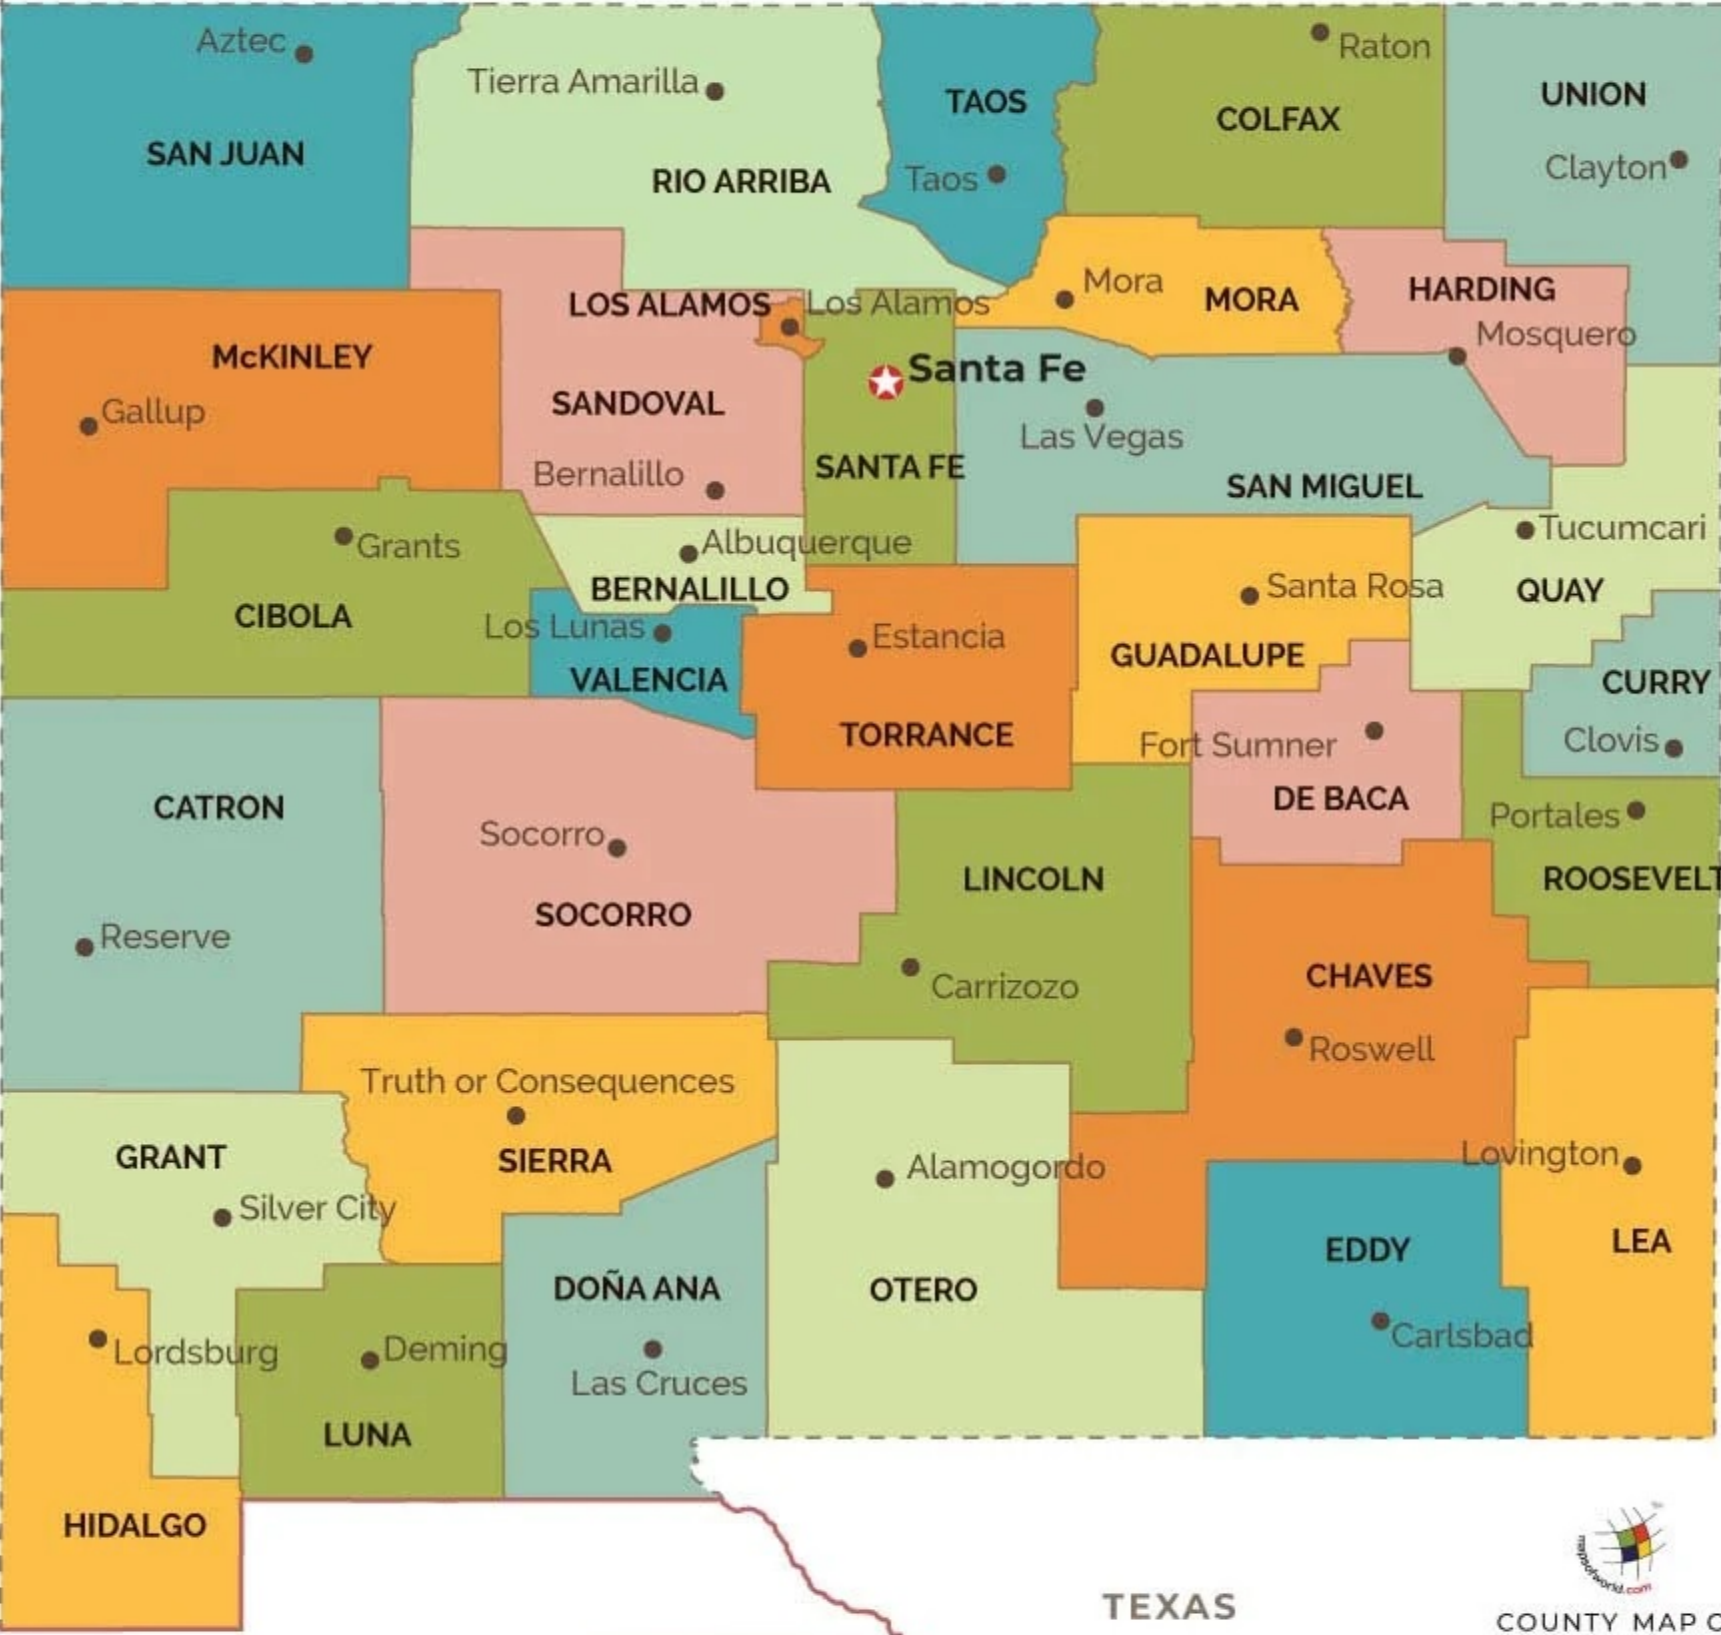 Aztec
Raton
Tierra Amarilla
UNION
TAOS
COLFAX
SAN JUAN
Clayton
RIO ARRIBA
Taos
Mora
HARDING
LOS ALAMOS
Los Alamos
MORA
Mosquero
McKINLEY
Santa Fe
SANDOVAL
Gallup
Las Vegas
SANTA FE
Bernalillo
SAN MIGUEL
Tucumcari
Grants
Albuquerque
BERNALILLO
Santa Rosa
QUAY
CIBOLA
Los Lunas
Estancia
GUADALUPE
VALENCIA
CURRY
TORRANCE
Fort Sumner
Clovis
CATRON
DE BACA
Portales
Socorro
LINCOLN
ROOSEVELT
SOCORRO
Reserve
CHAVES
Carrizozo
Roswell
Truth or Consequences
GRANT
SIERRA
Alamogordo
Lovington
Silver City
EDDY
LEA
DOÑA ANA
OTERO
Lordsburg
Deming
Carlsbad
Las Cruces
LUNA
HIDALGO
mapsofworld.com
TEXAS
COUNTY MAP O